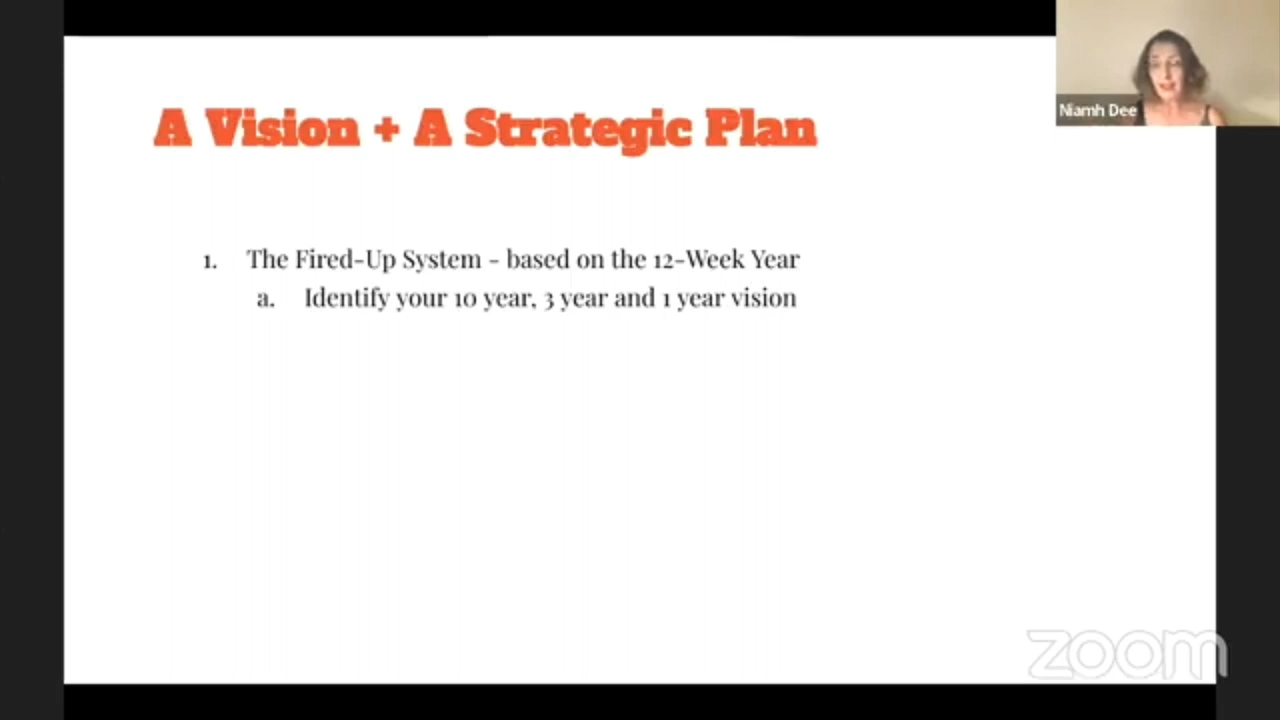 A Vision + A Strategic Plan
Niamh Dee
1. The Fired-Up System - based on the 12-Week Year
a. Identify your 10 year, 3 year and 1 year vision
zoom